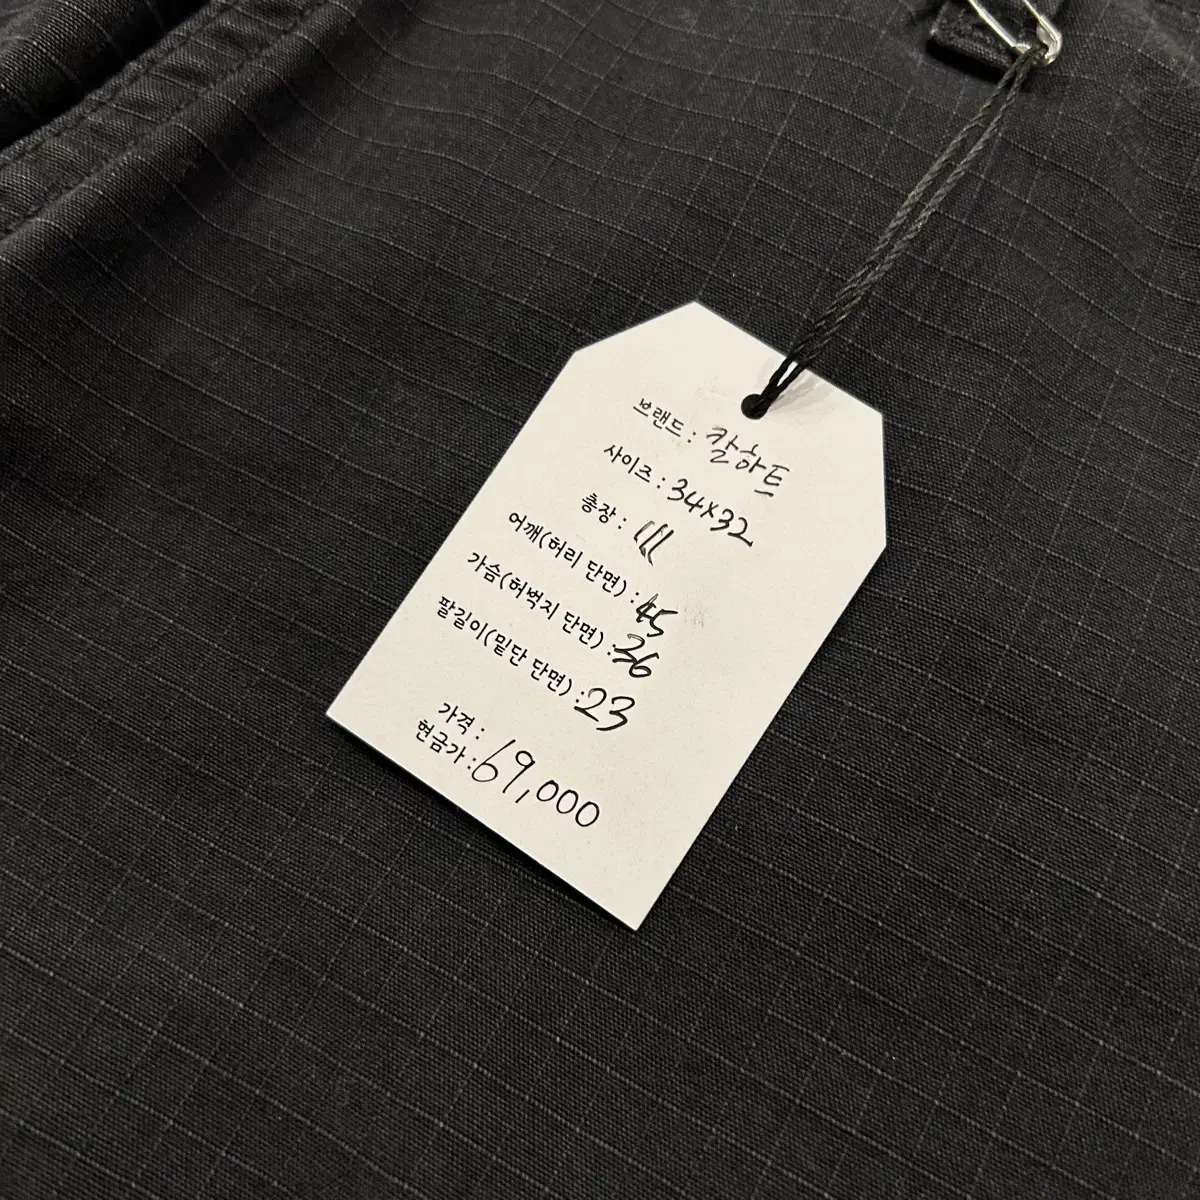 브랜드 : 칼하트
사이즈 : 34x32
총장 : 111
어깨(허리 단면) : 45
가슴(허벅지 단면) : 36
팔길이(밑단 단면) : 23
가격 :
현금가 : 69,000